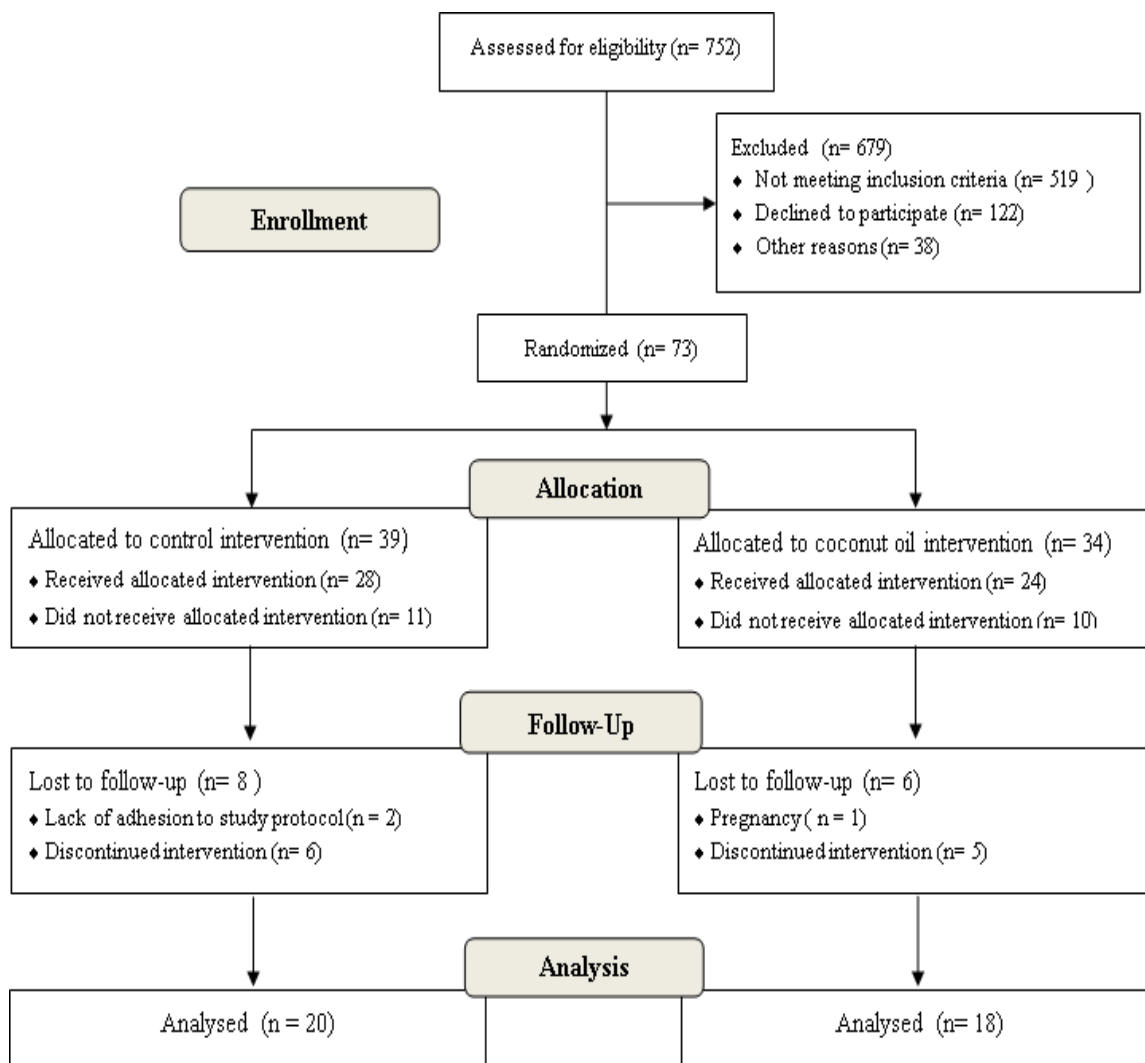 Assessed for eligibility (n= 752)
Excluded (n= 679)
♦ Not meeting inclusion criteria (n= 519 )
♦ Declined to participate (n= 122)
♦ Other reasons (n= 38)
Enrollment
Randomized (n= 73)
Allocation
Allocated to control intervention (n= 39)
♦ Received allocated intervention (n= 28)
♦ Did not receive allocated intervention (n= 11)
Allocated to coconut oil intervention (n= 34)
♦ Received allocated intervention (n= 24)
♦ Did not receive allocated intervention (n= 10)
Follow-Up
Lost to follow-up (n= 8 )
♦ Lack of adhesion to study protocol (n = 2)
♦ Discontinued intervention (n= 6)
Lost to follow-up (n= 6)
♦ Pregnancy ( n = 1)
♦ Discontinued intervention (n= 5)
Analysis
Analysed (n = 20)
Analysed (n= 18)